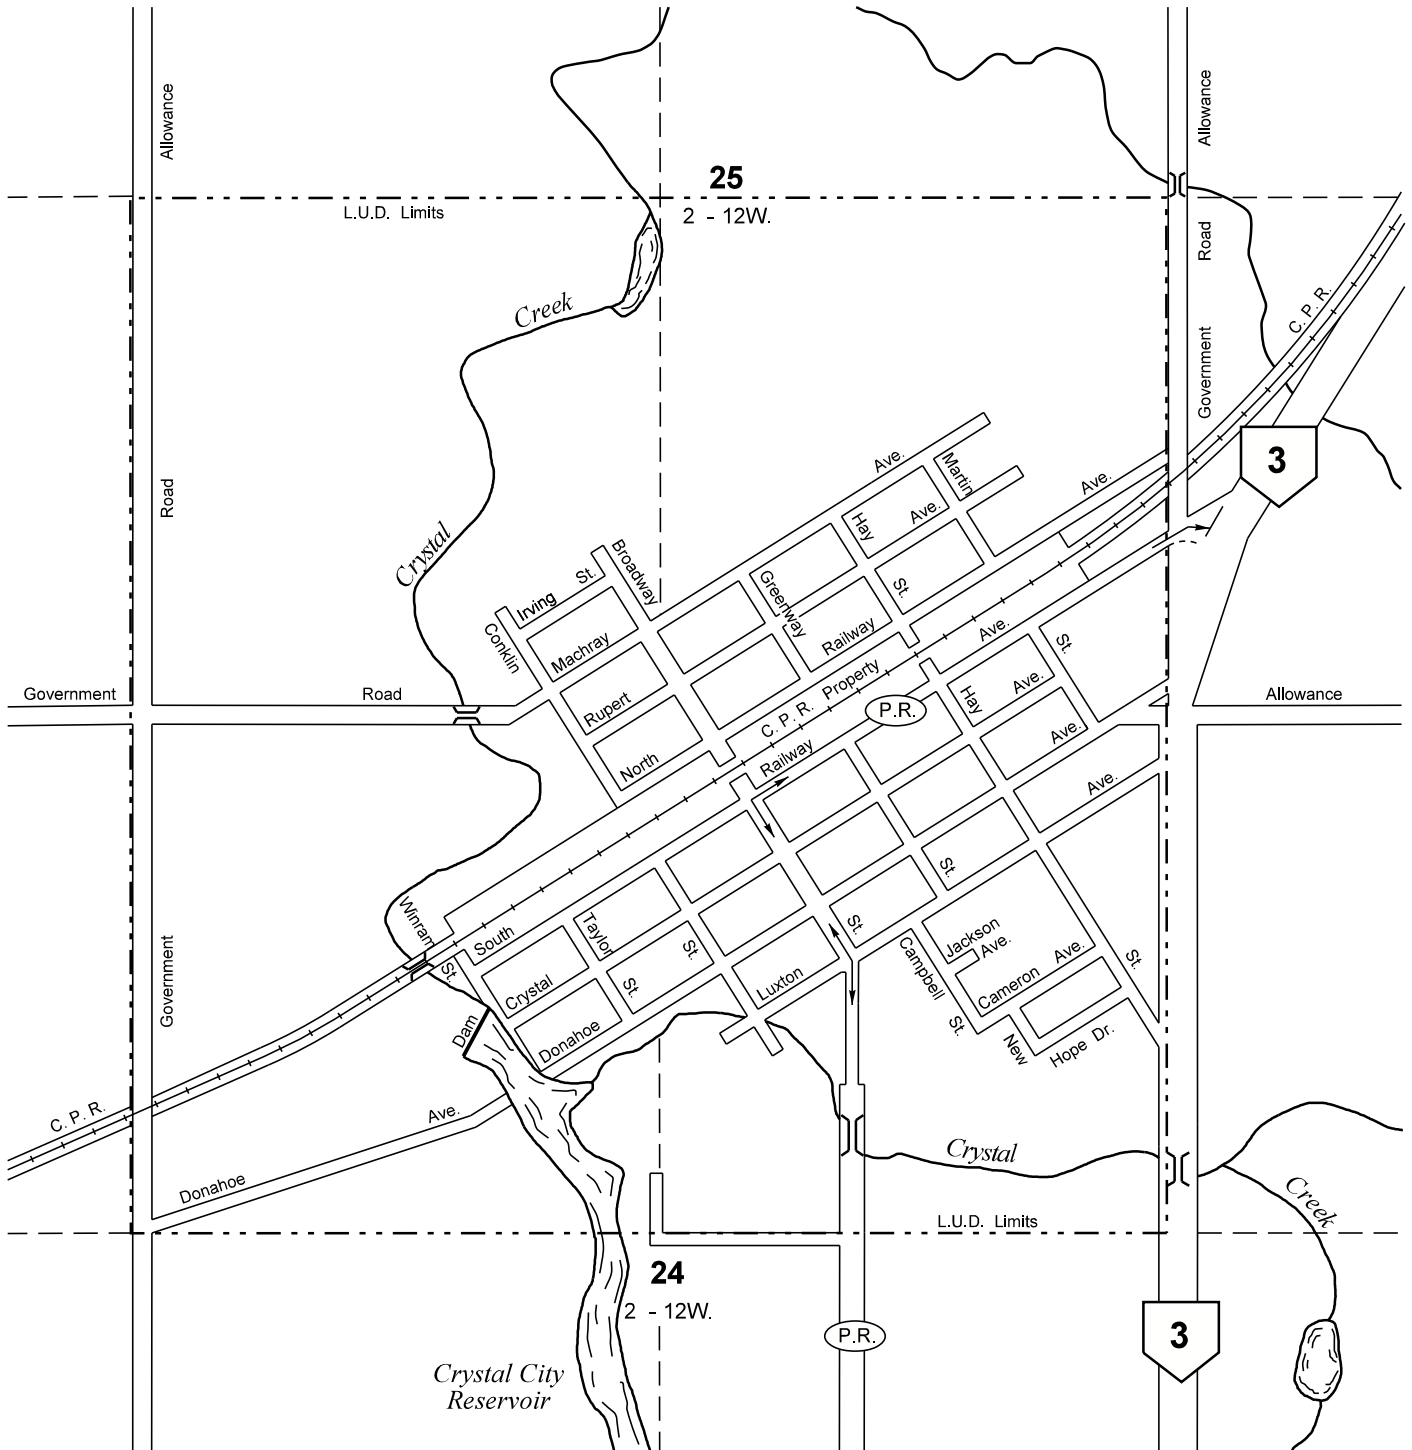 Allowance
Allowance
25
L.U.D. Limits
2 - 12W.
Road
Creek
C. P. R.
Government
Ave.
Martin
3
Road
Ave.
Ave.
Hay
Crystal
Broadway
St.
Irving
Greenway
St.
Conklin
Machray
Railway
Ave.
St.
Property
Government
Road
Rupert
Hay
Ave.
P.R.
Allowance
C. P. R.
Ave.
North
Railway
Ave.
St.
Winram
South
Taylor
St.
St.
Jackson
Ave.
Campbell
St.
Government
St.
Crystal
St.
Luxton
Cameron Ave.
Dam
Donahoe
St.
New
Hope Dr.
C. P. R.
Ave.
Crystal
Donahoe
Creek
L.U.D. Limits
24
2 - 12W.
P.R.
3
Crystal City
Reservoir